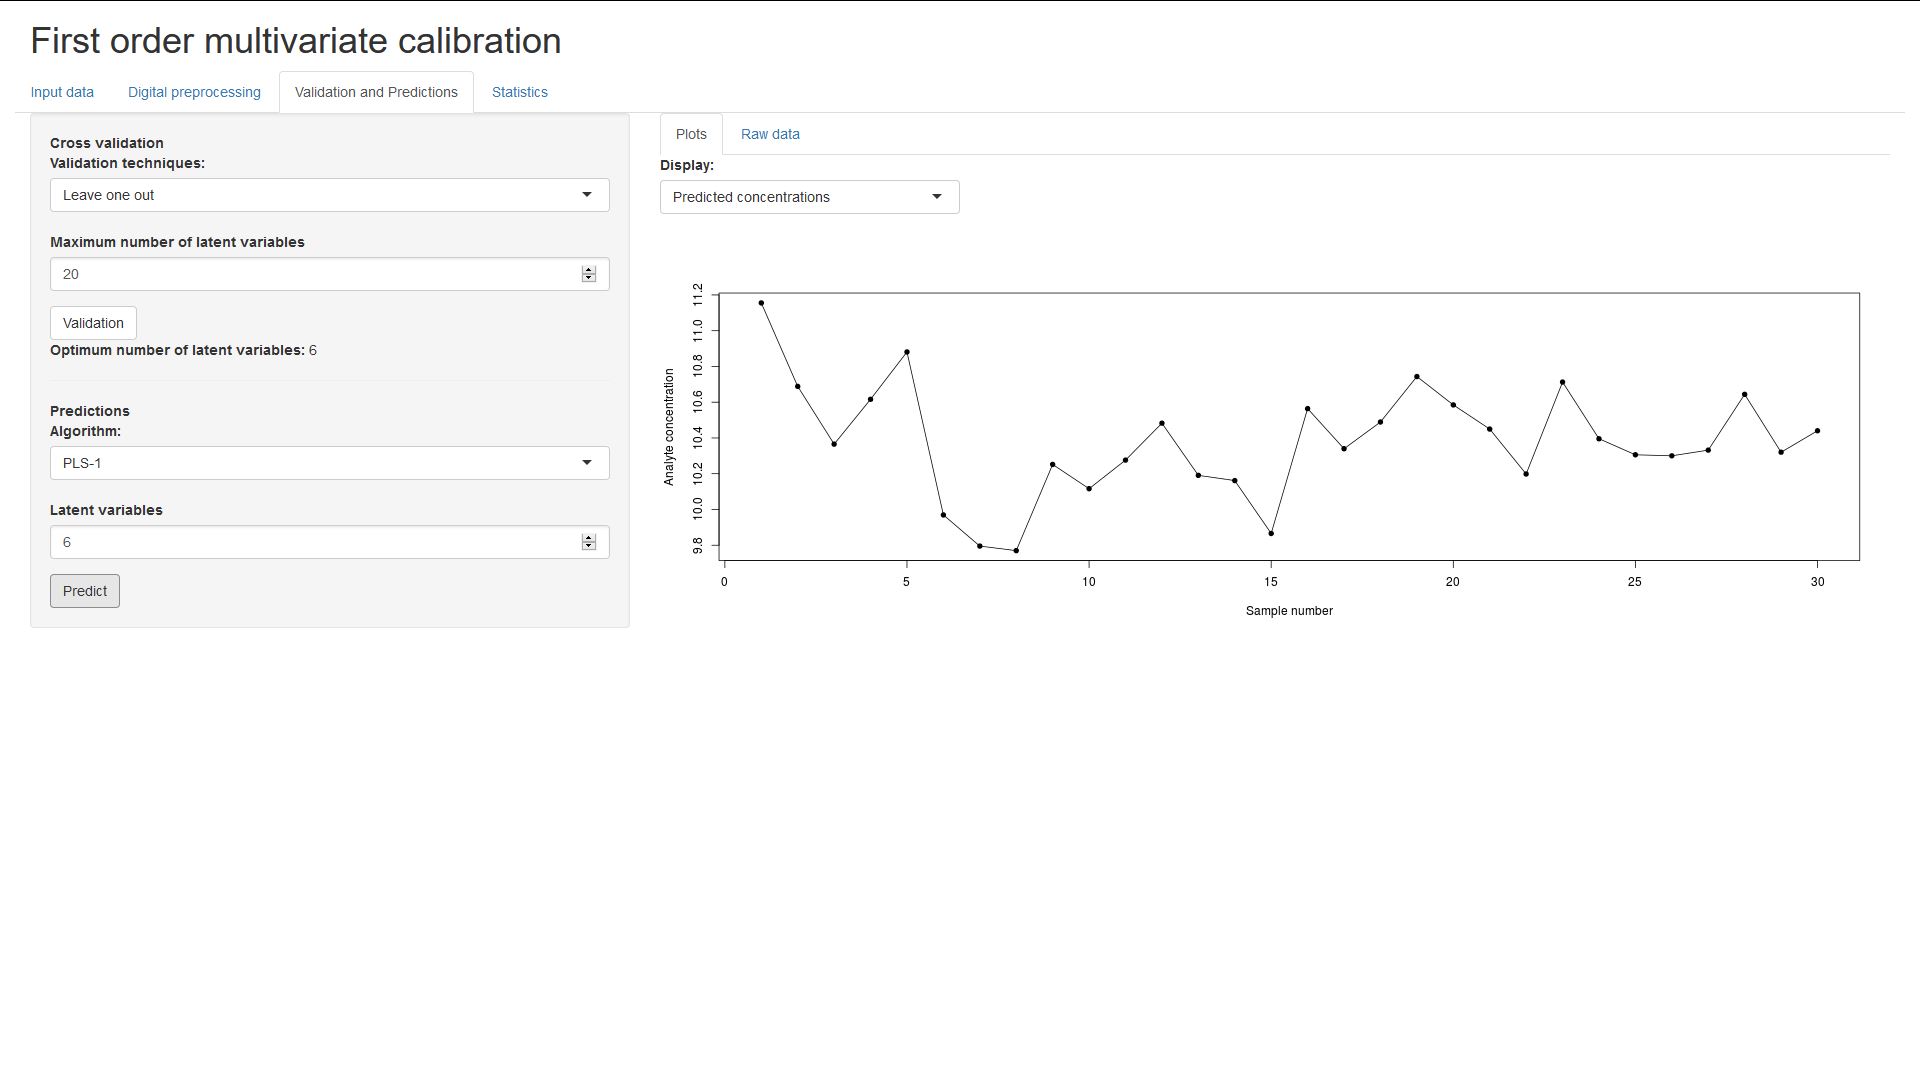 First order multivariate calibration
Input data Digital preprocessing Validation and Predictions Statistics
Cross validation
Validation techniques:
Leave one out
Maximum number of latent variables
20
Validation
Optimum number of latent variables: 6
Predictions
Algorithm:
PLS-1
Latent variables
6
Predict
Plots Raw data
Display:
Predicted concentrations
Analyte concentration
11.2
11.0
10.8
10.6
10.4
10.2
10.0
9.8
0 5 10 15 20 25 30
Sample number